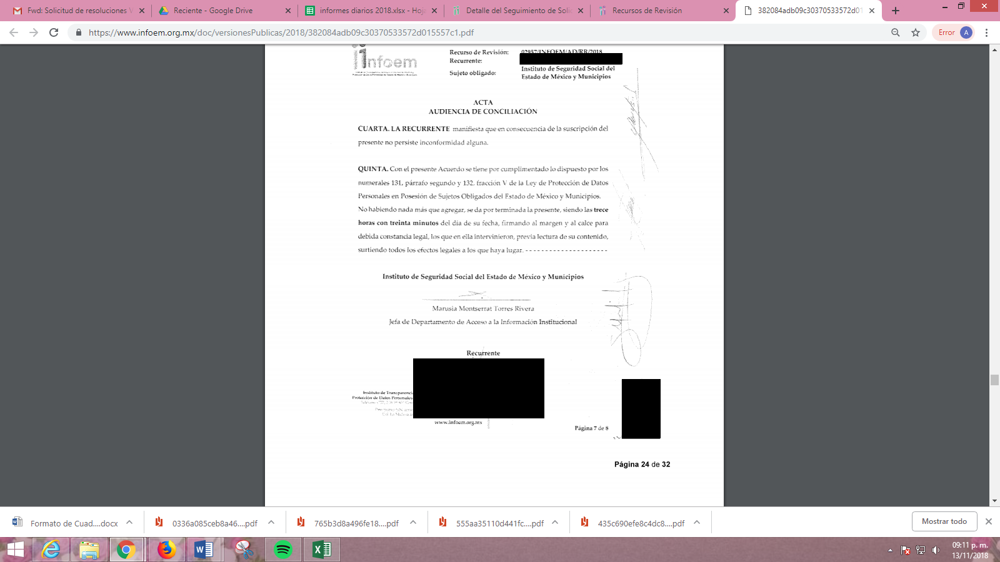 Fwd: Solicitud de resoluciones V
Reciente - Google Drive
informes diarios 2018.xlsx - Hoja
Detalle del Seguimiento de Solic
Recursos de Revisión
382084adb09c30370533572d01
https://www.infoem.org.mx/doc/versionesPublicas/2018/382084adb09c30370533572d015557c1.pdf
Error A
infoem
Recurso de Revisión: 02957/INFOEM/AD/RR/2018
Recurrente:
Sujeto obligado: Instituto de Seguridad Social del
Estado de México y Municipios
ACTA
AUDIENCIA DE CONCILIACIÓN
CUARTA. LA RECURRENTE manifiesta que en consecuencia de la suscripción del
presente no persiste inconformidad alguna.
QUINTA. Con el presente Acuerdo se tiene por cumplimentado lo dispuesto por los
numerales 131, párrafo segundo y 132, fracción V de la Ley de Protección de Datos
Personales en Posesión de Sujetos Obligados del Estado de México y Municipios.
No habiendo nada más que agregar, se da por terminada la presente, siendo las trece
horas con treinta minutos del día de su fecha, firmando al margen y al calce para
debida constancia legal, los que en ella intervinieron, previa lectura de su contenido,
surtiendo todos los efectos legales a los que haya lugar. - - - - - - - - - - - - - - - - - - - - -
Instituto de Seguridad Social del Estado de México y Municipios
Marusia Montserrat Torres Rivera
Jefa de Departamento de Acceso a la Información Institucional
Recurrente
Instituto de Transparencia
Protección de Datos Personales
www.infoem.org.mx
Página 7 de 8
Página 24 de 32
Formato de Cuad....docx
0336a085ceb8a46....pdf
765b3d8a496fe18....pdf
555aa35110d441fc....pdf
435c690efe8c4dc8....pdf
Mostrar todo
09:11 p. m.
13/11/2018